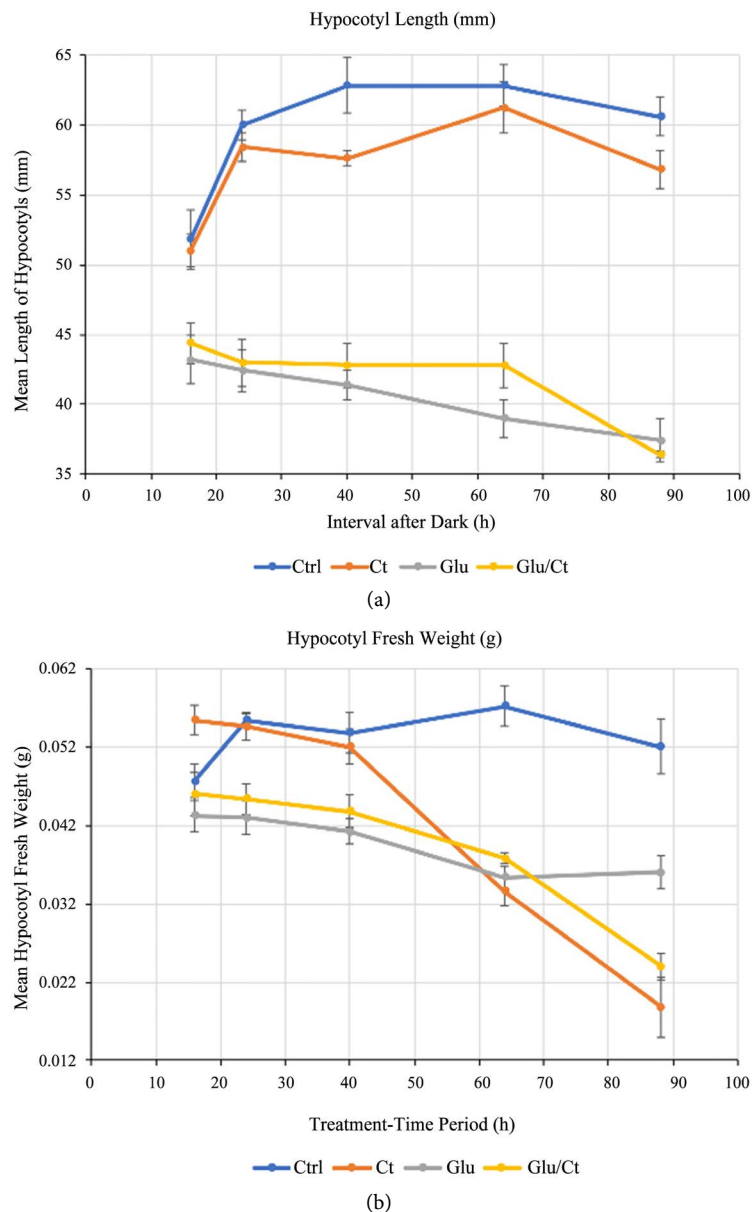 Hypocotyl Length (mm)
65
60
55
50
45
40
35
Mean Length of Hypocotyls (mm)
0 10 20 30 40 50 60 70 80 90 100
Interval after Dark (h)
Ctrl Ct Glu Glu/Ct
(a)
Hypocotyl Fresh Weight (g)
0.062
0.052
0.042
0.032
0.022
0.012
Mean Hypocotyl Fresh Weight (g)
0 10 20 30 40 50 60 70 80 90 100
Treatment-Time Period (h)
Ctrl Ct Glu Glu/Ct
(b)